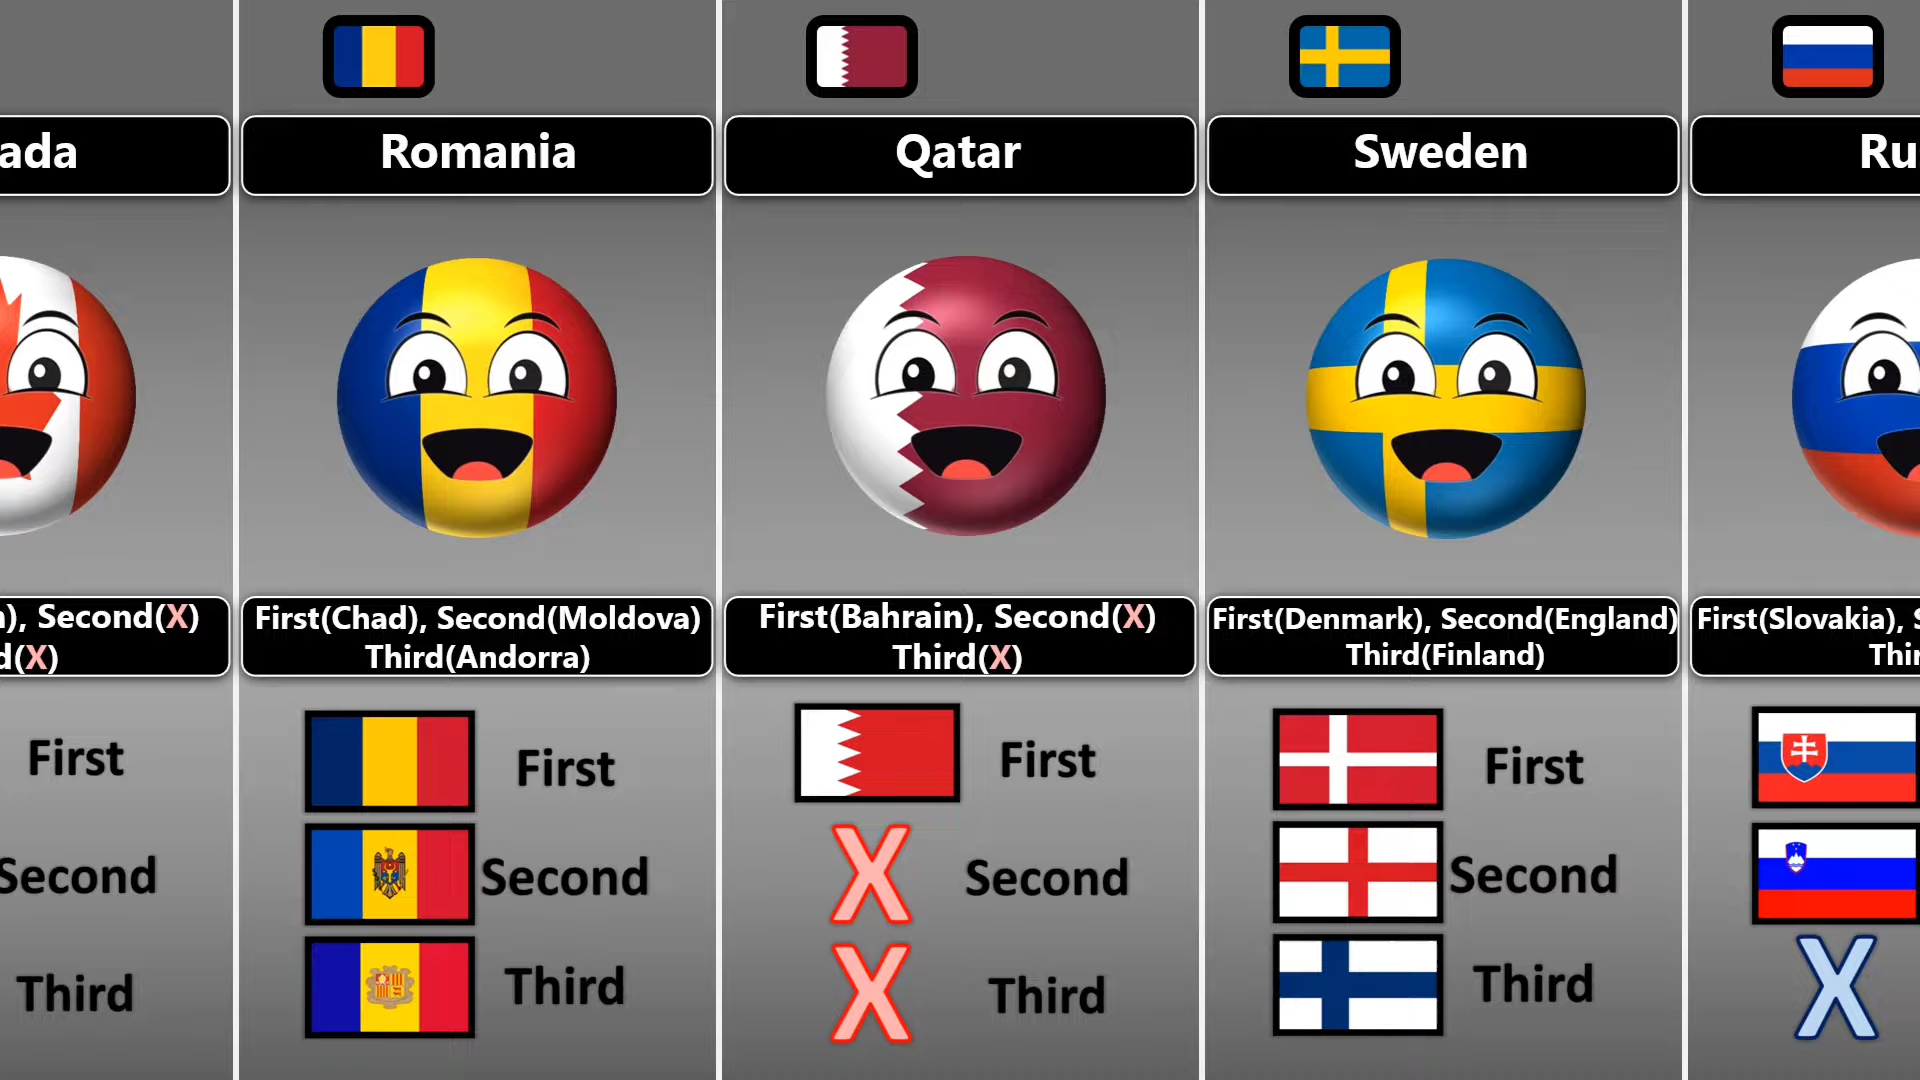 ada
), Second(X)
d(X)
First
Second
Third
Romania
First(Chad), Second(Moldova)
Third(Andorra)
First
Second
Third
Qatar
First(Bahrain), Second(X)
Third(X)
First
X
Second
X
Third
Sweden
First(Denmark), Second(England)
Third(Finland)
First
Second
Third
Ru
First(Slovakia), S
Thir
X